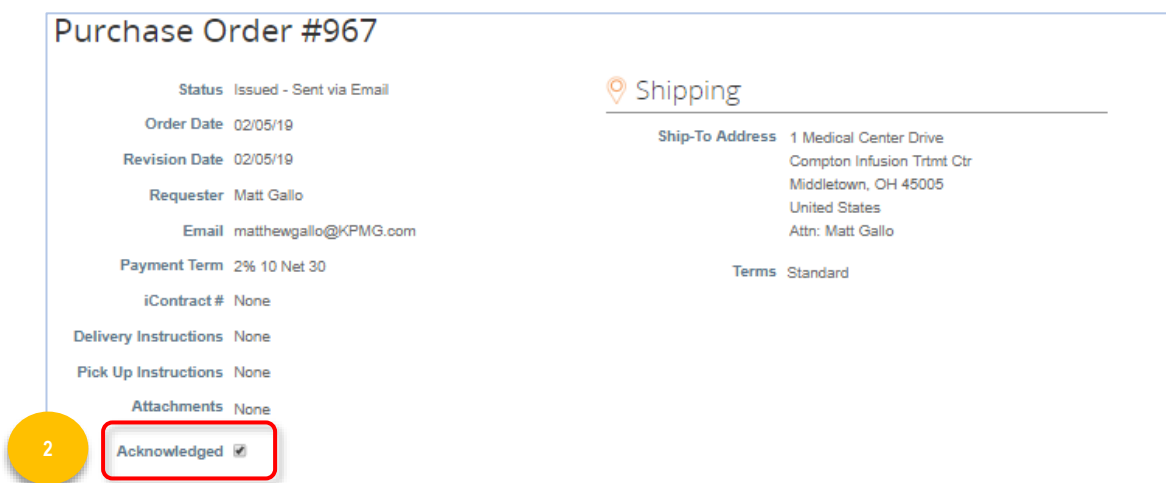 Purchase Order #967
Status Issued - Sent via Email
Order Date 02/05/19
Revision Date 02/05/19
Requester Matt Gallo
Email matthewgallo@KPMG.com
Payment Term 2% 10 Net 30
iContract # None
Delivery Instructions None
Pick Up Instructions None
Attachments None
2 Acknowledged
Shipping
Ship-To Address 1 Medical Center Drive
Compton Infusion Trtmt Ctr
Middletown, OH 45005
United States
Attn: Matt Gallo
Terms Standard